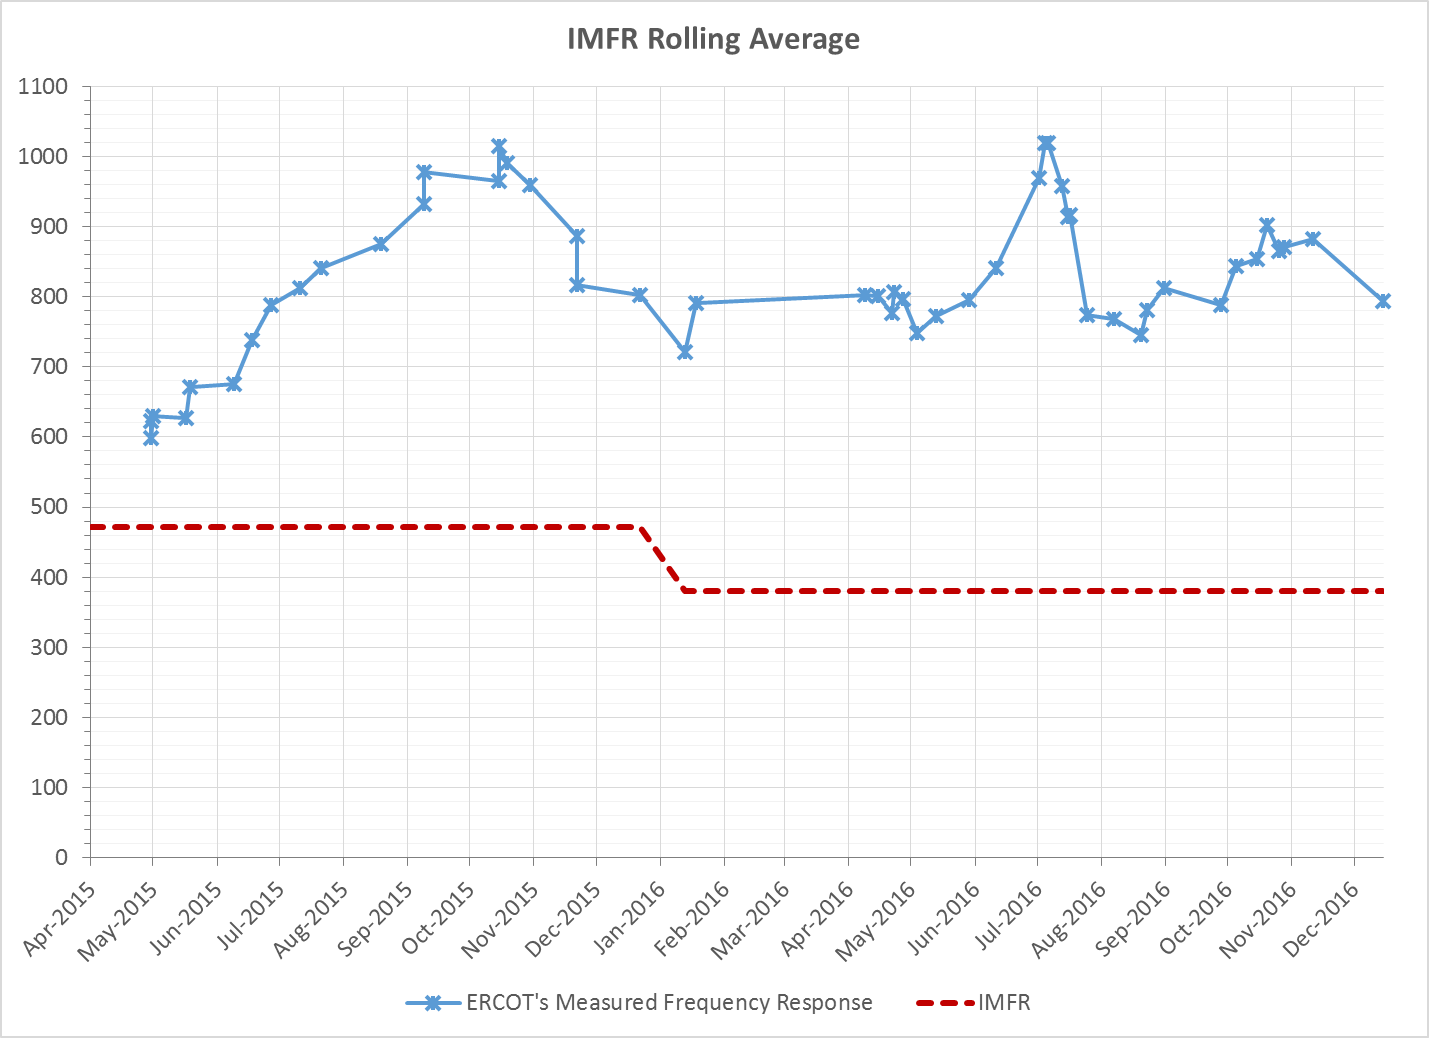 IMFR Rolling Average
1100
1000
900
800
700
600
500
400
300
200
100
0
Apr-2015
May-2015
Jun-2015
Jul-2015
Aug-2015
Sep-2015
Oct-2015
Nov-2015
Dec-2015
Jan-2016
Feb-2016
Mar-2016
Apr-2016
May-2016
Jun-2016
Jul-2016
Aug-2016
Sep-2016
Oct-2016
Nov-2016
Dec-2016
ERCOT's Measured Frequency Response
IMFR